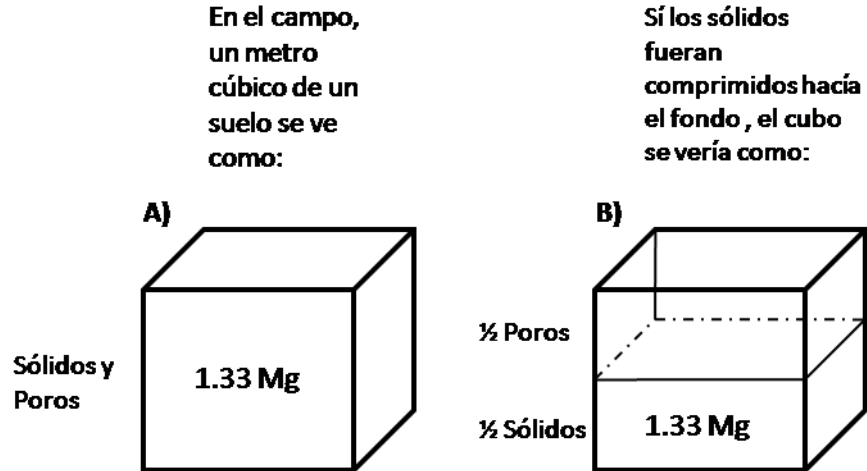 En el campo,
un metro
cúbico de un
suelo se ve
como:
A)
Sólidos y
Poros
1.33 Mg
Sí los sólidos
fueran
comprimidos hacía
el fondo , el cubo
se vería como:
B)
½ Poros
½ Sólidos
1.33 Mg